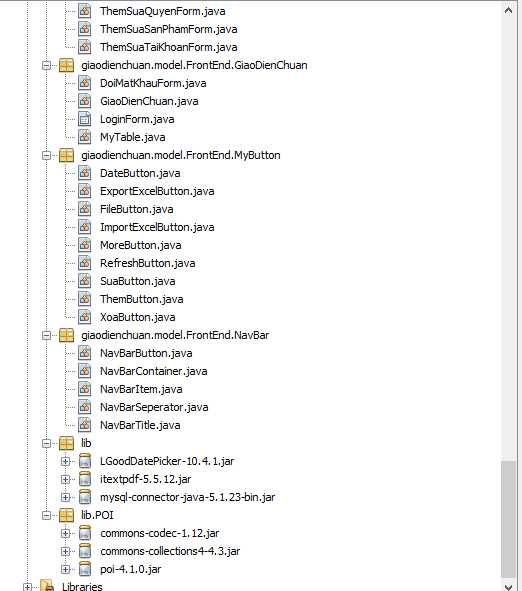 ThemSuaQuyenForm.java
ThemSuaSanPhamForm.java
ThemSuaTaiKhoanForm.java
giaodienchuan.model.FrontEnd.GiaoDienChuan
DoiMatKhauForm.java
GiaoDienChuan.java
LoginForm.java
MyTable.java
giaodienchuan.model.FrontEnd.MyButton
DateButton.java
ExportExcelButton.java
FileButton.java
ImportExcelButton.java
MoreButton.java
RefreshButton.java
SuaButton.java
ThemButton.java
XoaButton.java
giaodienchuan.model.FrontEnd.NavBar
NavBarButton.java
NavBarContainer.java
NavBarItem.java
NavBarSeperator.java
NavBarTitle.java
lib
LGoodDatePicker-10.4.1.jar
itextpdf-5.5.12.jar
mysql-connector-java-5.1.23-bin.jar
lib.POI
commons-codec-1.12.jar
commons-collections4-4.3.jar
poi-4.1.0.jar
Libraries